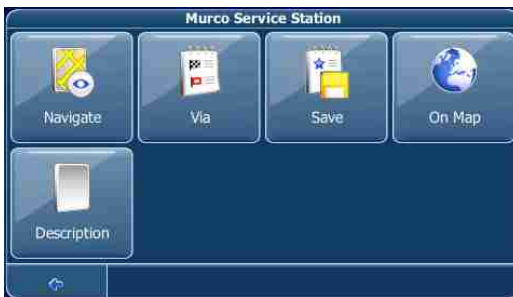 Murco Service Station
Navigate
Via
Save
On Map
Description